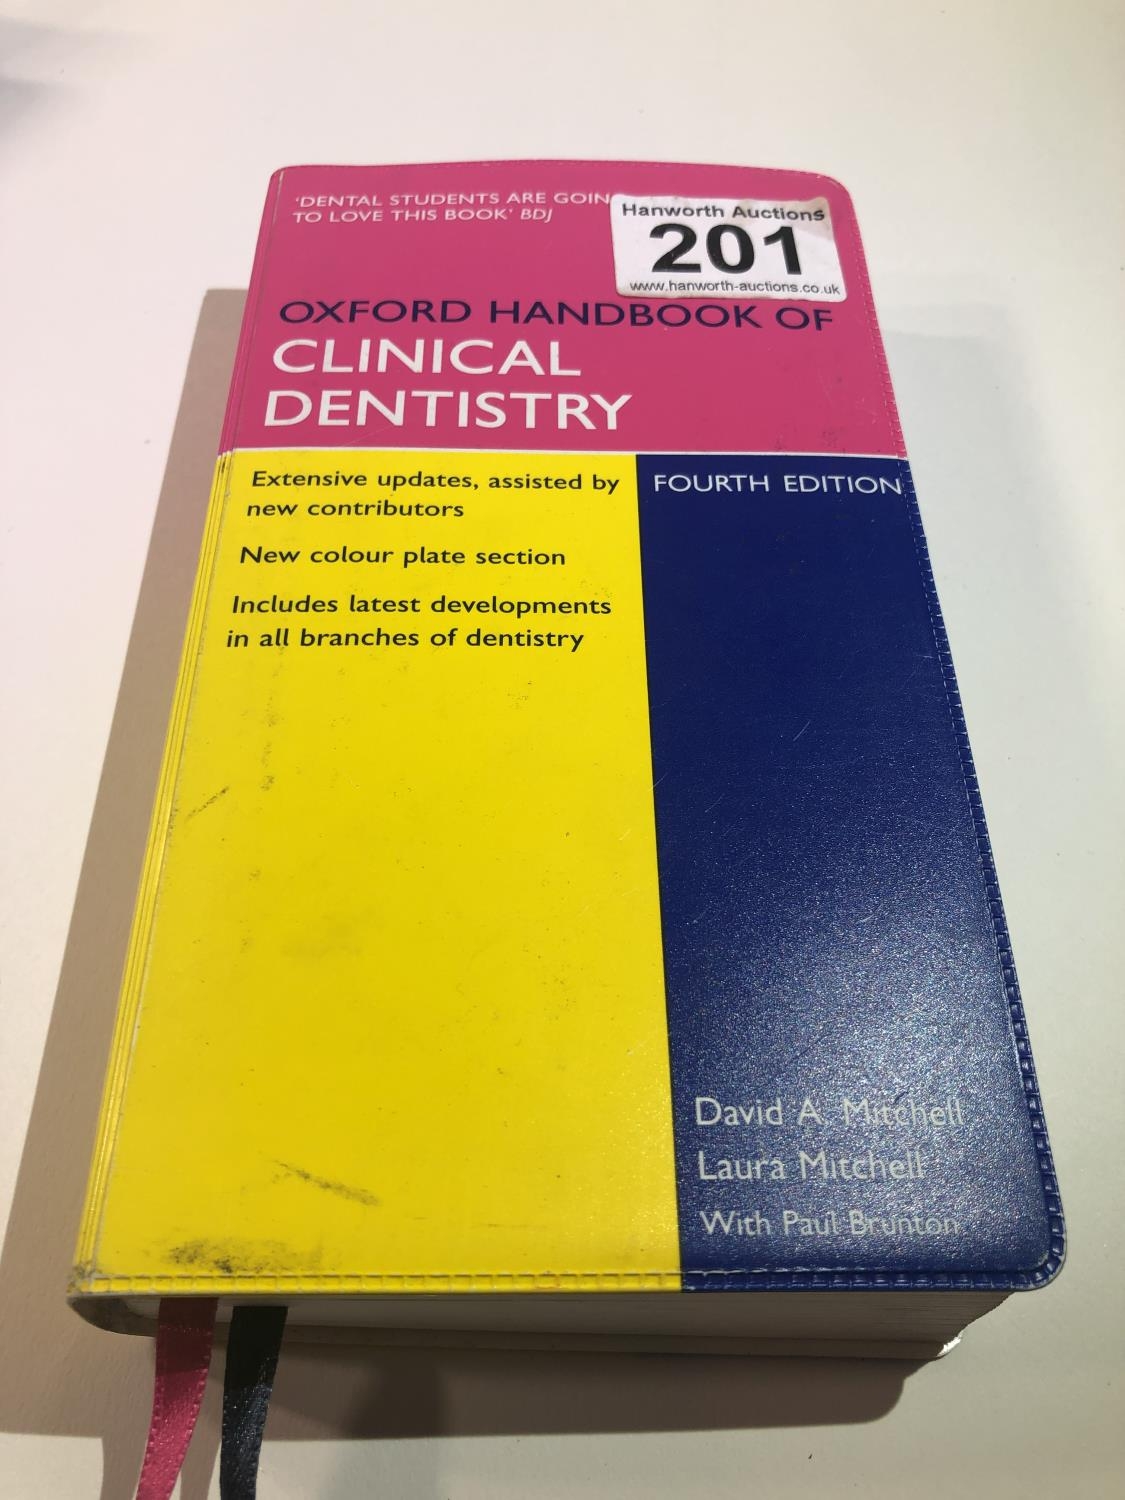 'DENTAL STUDENTS ARE GOIN
TO LOVE THIS BOOK' BDJ
Hanworth Auctions
201
www.hanworth-auctions.co.uk
OXFORD HANDBOOK OF
CLINICAL
DENTISTRY
Extensive updates, assisted by
new contributors
New colour plate section
Includes latest developments
in all branches of dentistry
FOURTH EDITION
David A. Mitchell
Laura Mitchell
With Paul Brunton